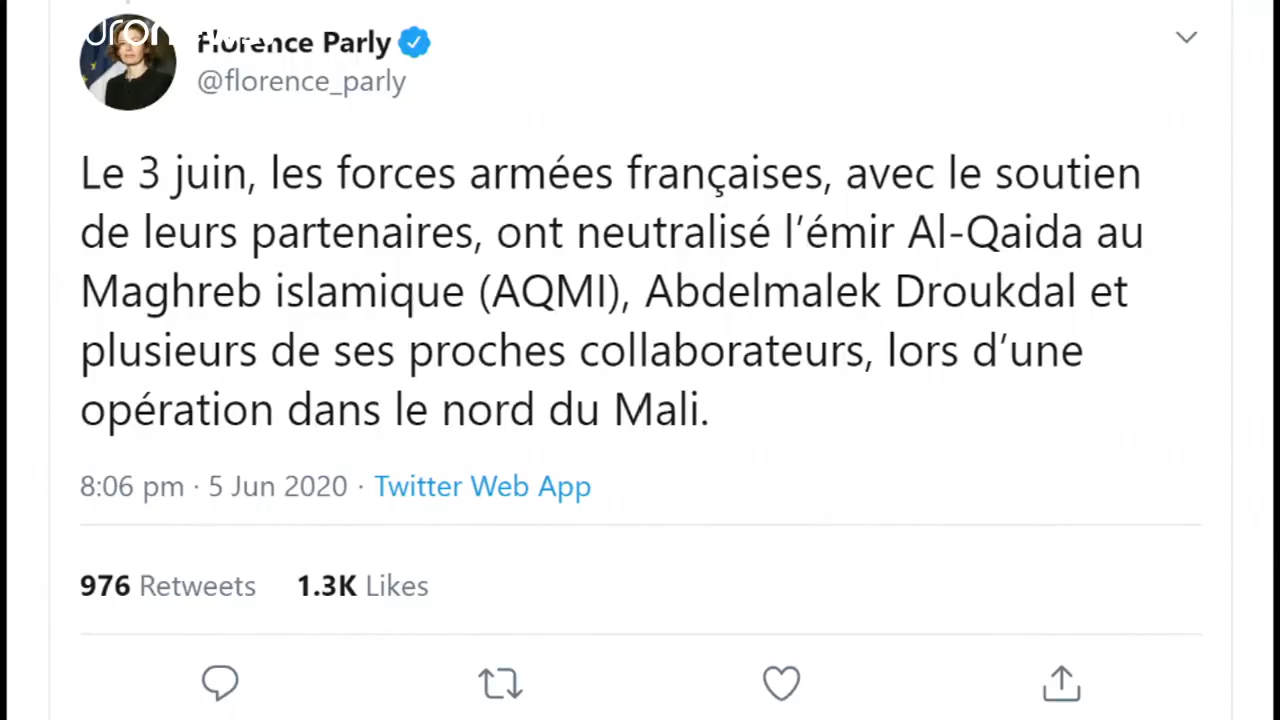 Florence Parly
@florence_parly
Le 3 juin, les forces armées françaises, avec le soutien
de leurs partenaires, ont neutralisé l’émir Al-Qaida au
Maghreb islamique (AQMI), Abdelmalek Droukdal et
plusieurs de ses proches collaborateurs, lors d’une
opération dans le nord du Mali.
8:06 pm · 5 Jun 2020 · Twitter Web App
976 Retweets 1.3K Likes